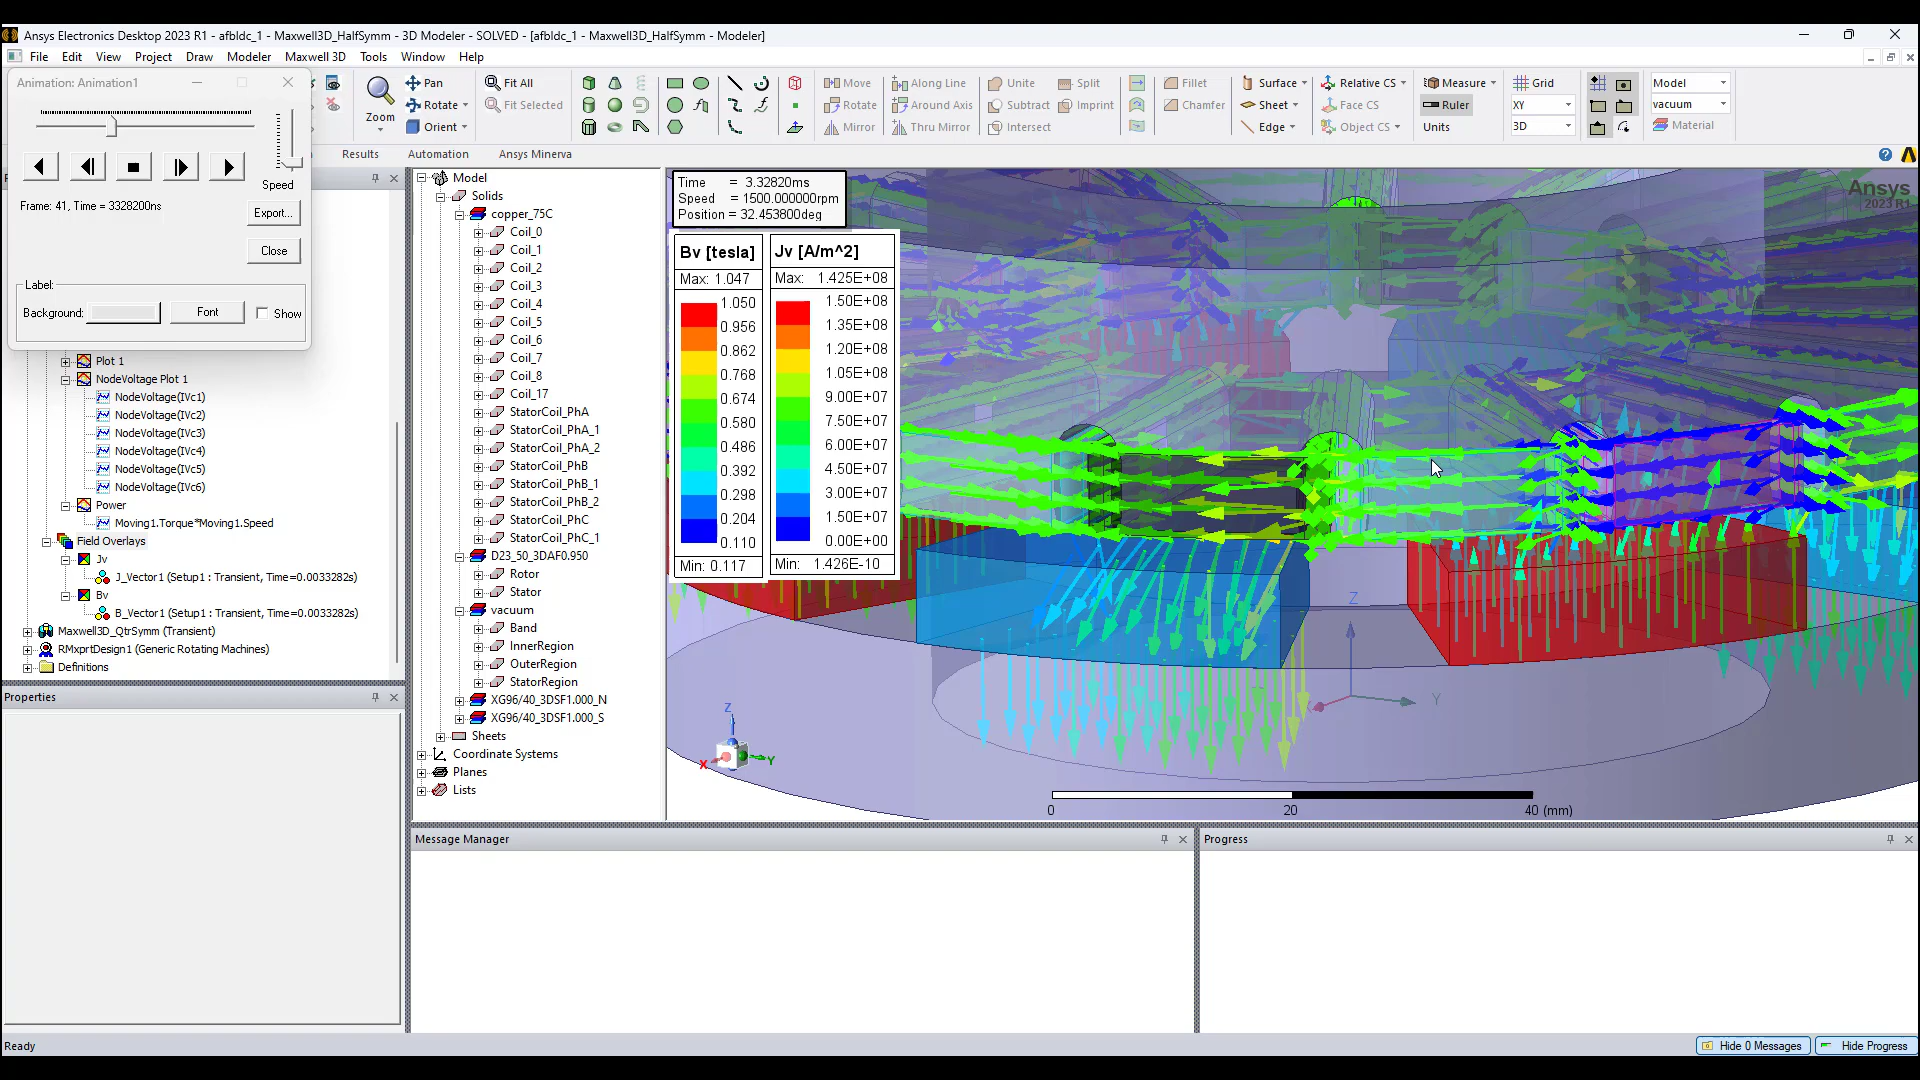 Ansys Electronics Desktop 2023 R1 - afbldc_1 - Maxwell3D_HalfSymm - 3D Modeler - SOLVED - [afbldc_1 - Maxwell3D_HalfSymm - Modeler]
File Edit View Project Draw Modeler Maxwell 3D Tools Window Help
Animation: Animation1
Frame: 41, Time = 3328200ns
Speed
Export...
Close
Label:
Background: Font Show
Zoom
Pan
Rotate
Orient
Fit All
Fit Selected
Move Along Line Unite Split Fillet
Rotate Around Axis Subtract Imprint Chamfer
Mirror Thru Mirror Intersect
Surface Relative CS Measure Grid
Sheet Face CS Ruler XY
Edge Object CS Units 3D
Model
vacuum
Material
Results Automation Ansys Minerva
Plot 1
NodeVoltage Plot 1
NodeVoltage(IVc1)
NodeVoltage(IVc2)
NodeVoltage(IVc3)
NodeVoltage(IVc4)
NodeVoltage(IVc5)
NodeVoltage(IVc6)
Power
Moving1.Torque*Moving1.Speed
Field Overlays
Jv
J_Vector1 (Setup1 : Transient, Time=0.0033282s)
Bv
B_Vector1 (Setup1 : Transient, Time=0.0033282s)
Maxwell3D_QtrSymm (Transient)
RMxprtDesign1 (Generic Rotating Machines)
Definitions
Properties
Model
Solids
copper_75C
Coil_0
Coil_1
Coil_2
Coil_3
Coil_4
Coil_5
Coil_6
Coil_7
Coil_8
Coil_17
StatorCoil_PhA
StatorCoil_PhA_1
StatorCoil_PhA_2
StatorCoil_PhB
StatorCoil_PhB_1
StatorCoil_PhB_2
StatorCoil_PhC
StatorCoil_PhC_1
D23_50_3DAF0.950
Rotor
Stator
vacuum
Band
InnerRegion
OuterRegion
StatorRegion
XG96/40_3DSF1.000_N
XG96/40_3DSF1.000_S
Sheets
Coordinate Systems
Planes
Lists
Time = 3.32820ms
Speed = 1500.000000rpm
Position = 32.453800deg
Bv [tesla]
Max: 1.047
1.050
0.956
0.862
0.768
0.674
0.580
0.486
0.392
0.298
0.204
0.110
Min: 0.117
Jv [A/m^2]
Max: 1.425E+08
1.50E+08
1.35E+08
1.20E+08
1.05E+08
9.00E+07
7.50E+07
6.00E+07
4.50E+07
3.00E+07
1.50E+07
0.00E+00
Min: 1.426E-10
Ansys
2023 R1
Z
Y
Z
X
Y
0 20 40 (mm)
Message Manager
Progress
Ready
Hide 0 Messages
Hide Progress